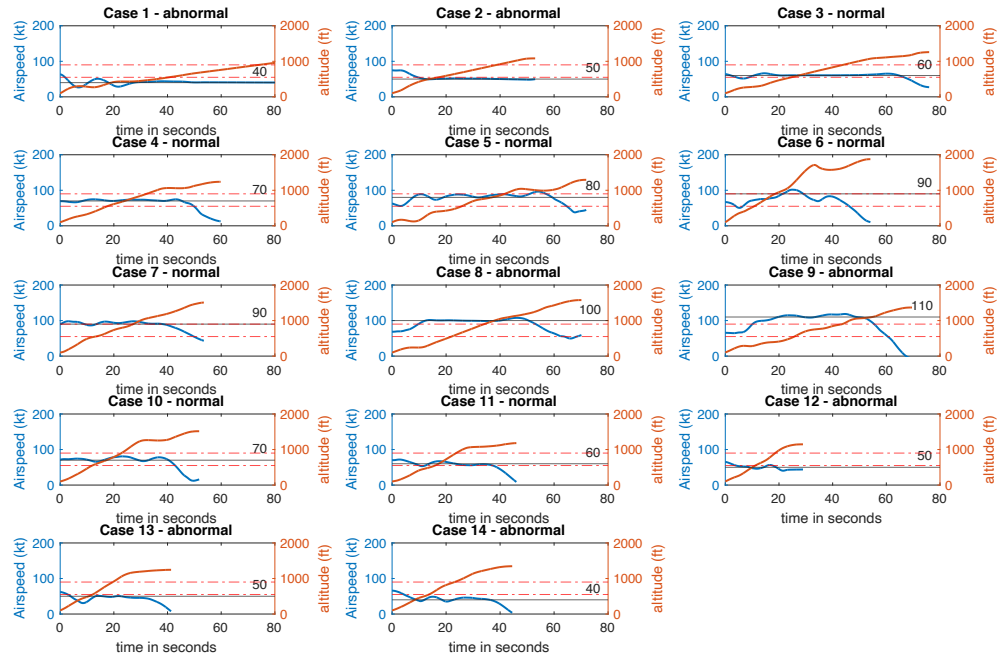 Case 1 - abnormal
Case 2 - abnormal
Case 3 - normal
200 2000 200 2000 200 2000
100 1000 100 1000 100 1000
0 0 0 0 0 0
40 50 60
Airspeed (kt) altitude (ft) Airspeed (kt) altitude (ft) Airspeed (kt) altitude (ft)
0 20 40 60 80 0 20 40 60 80 0 20 40 60 80
time in seconds time in seconds time in seconds
Case 4 - normal
Case 5 - normal
Case 6 - normal
200 2000 200 2000 200 2000
100 1000 100 1000 100 1000
0 0 0 0 0 0
70 80 90
Airspeed (kt) altitude (ft) Airspeed (kt) altitude (ft) Airspeed (kt) altitude (ft)
0 20 40 60 80 0 20 40 60 80 0 20 40 60 80
time in seconds time in seconds time in seconds
Case 7 - normal
Case 8 - abnormal
Case 9 - abnormal
200 2000 200 2000 200 2000
100 1000 100 1000 100 1000
0 0 0 0 0 0
90 100 110
Airspeed (kt) altitude (ft) Airspeed (kt) altitude (ft) Airspeed (kt) altitude (ft)
0 20 40 60 80 0 20 40 60 80 0 20 40 60 80
time in seconds time in seconds time in seconds
Case 10 - normal
Case 11 - normal
Case 12 - abnormal
200 2000 200 2000 200 2000
100 1000 100 1000 100 1000
0 0 0 0 0 0
70 60 50
Airspeed (kt) altitude (ft) Airspeed (kt) altitude (ft) Airspeed (kt) altitude (ft)
0 20 40 60 80 0 20 40 60 80 0 20 40 60 80
time in seconds time in seconds time in seconds
Case 13 - abnormal
Case 14 - abnormal
200 2000 200 2000
100 1000 100 1000
0 0 0 0
50 40
Airspeed (kt) altitude (ft) Airspeed (kt) altitude (ft)
0 20 40 60 80 0 20 40 60 80
time in seconds time in seconds